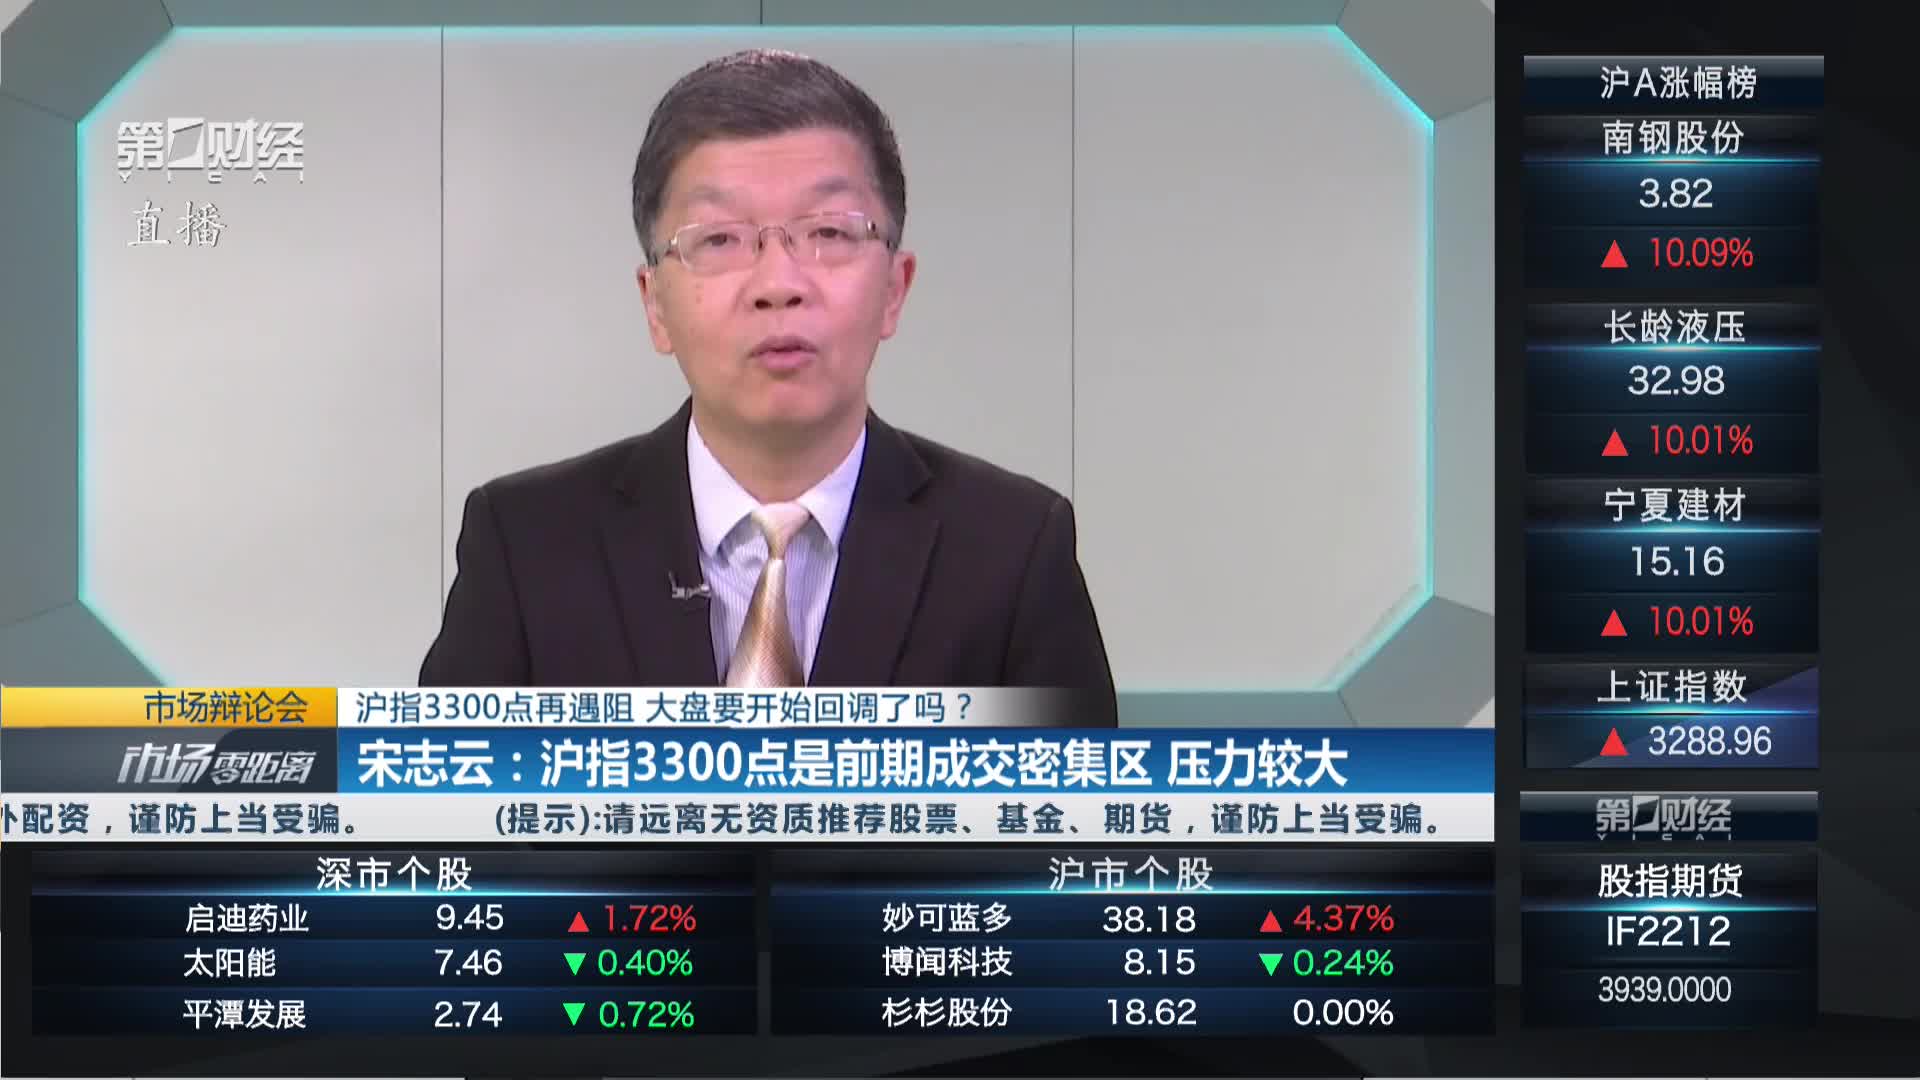 第一财经
YICAI
直播
市场辩论会
沪指3300点再遇阻 大盘要开始回调了吗？
市场零距离
宋志云：沪指3300点是前期成交密集区 压力较大
外配资，谨防上当受骗。 (提示):请远离无资质推荐股票、基金、期货，谨防上当受骗。
深市个股
启迪药业 9.45 ▲ 1.72%
太阳能 7.46 ▼ 0.40%
平潭发展 2.74 ▼ 0.72%
沪市个股
妙可蓝多 38.18 ▲ 4.37%
博闻科技 8.15 ▼ 0.24%
杉杉股份 18.62 0.00%
沪A涨幅榜
南钢股份
3.82
▲ 10.09%
长龄液压
32.98
▲ 10.01%
宁夏建材
15.16
▲ 10.01%
上证指数
▲ 3288.96
第一财经
YICAI
股指期货
IF2212
3939.0000